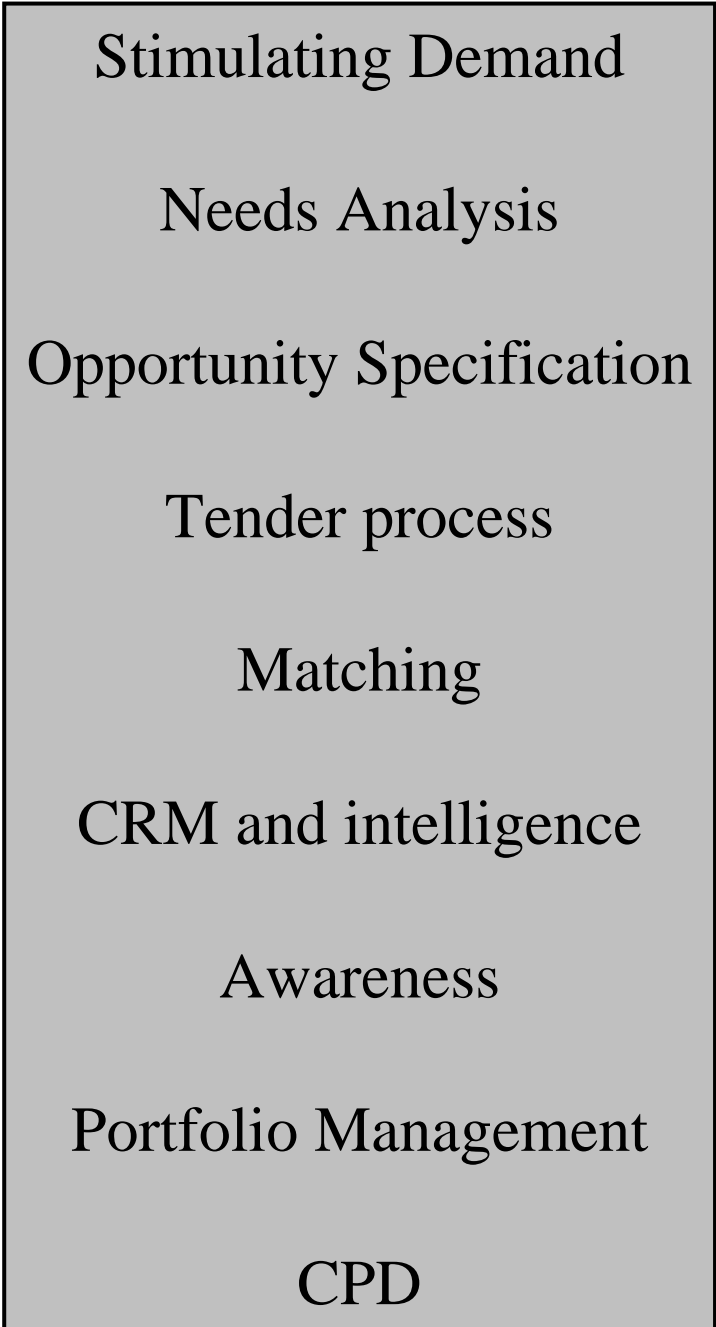 Stimulating Demand
Needs Analysis
Opportunity Specification
Tender process
Matching
CRM and intelligence
Awareness
Portfolio Management
CPD